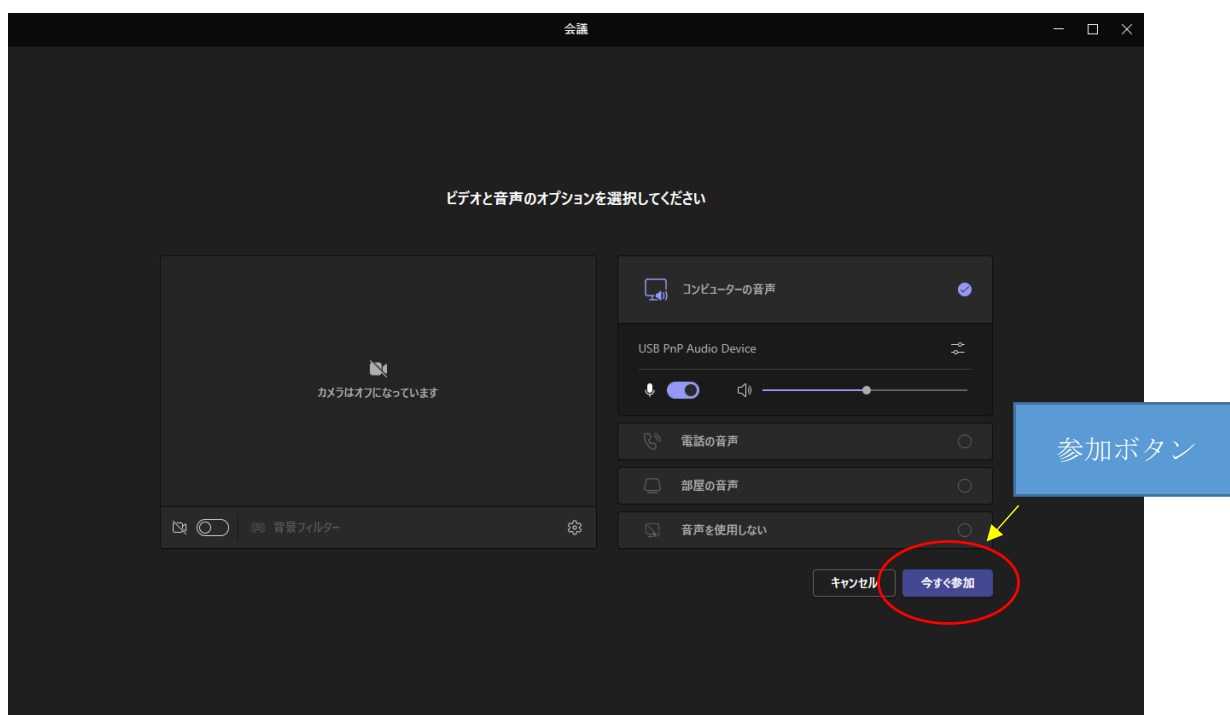 会議
ビデオと音声のオプションを選択してください
カメラはオフになっています
背景フィルター
コンピューターの音声
USB PnP Audio Device
電話の音声
部屋の音声
音声を使用しない
キャンセル
今すぐ参加
参加ボタン